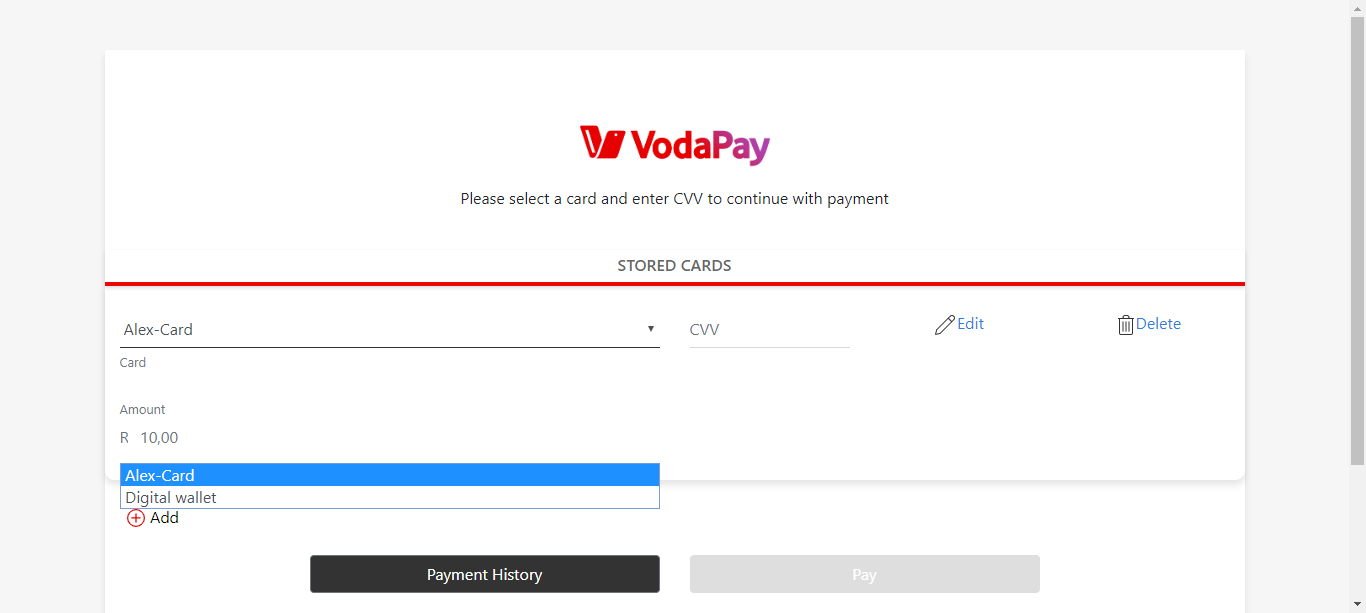 VodaPay
Please select a card and enter CVV to continue with payment
STORED CARDS
Alex-Card
CVV
Edit
Delete
Card
Amount
R 10,00
Alex-Card
Digital wallet
Add
Payment History
Pay